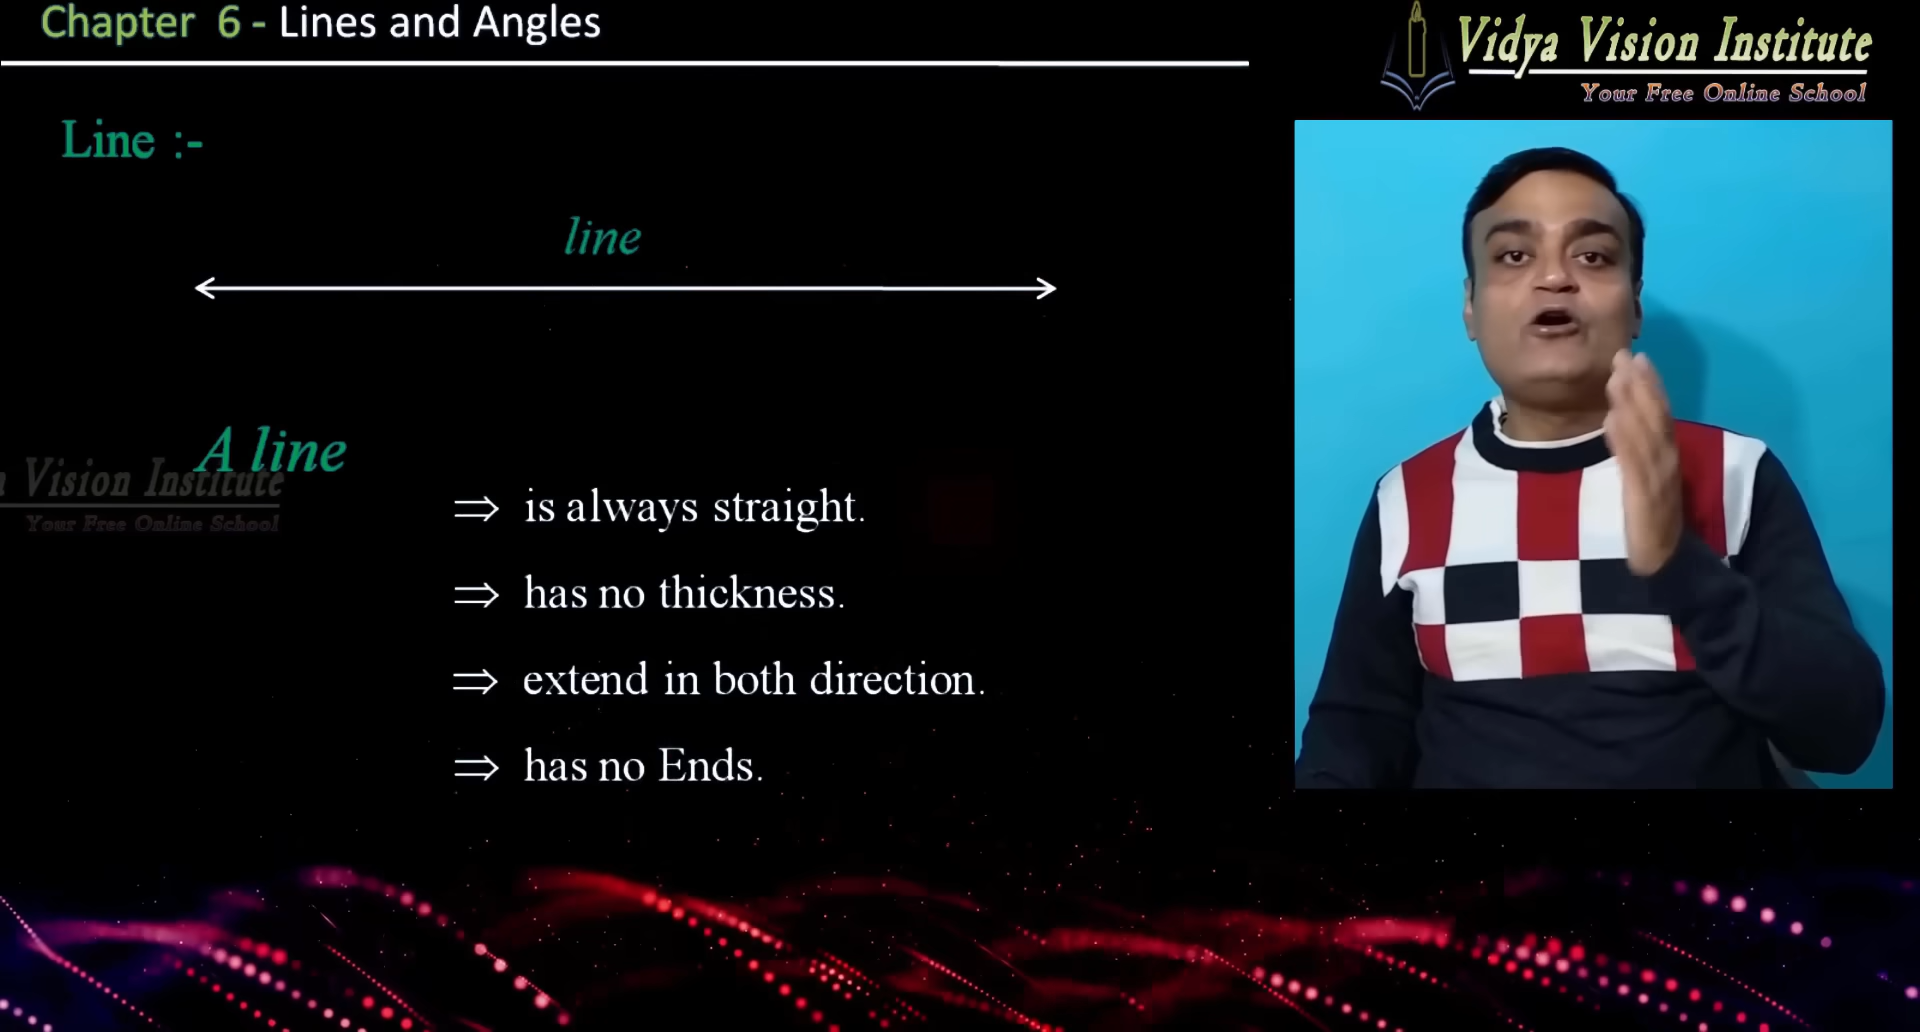 Chapter 6 - Lines and Angles
Vidya Vision Institute
Your Free Online School
Line :-
line
A line
Vision Institute
Your Free Online School
⇒ is always straight.
⇒ has no thickness.
⇒ extend in both direction.
⇒ has no Ends.